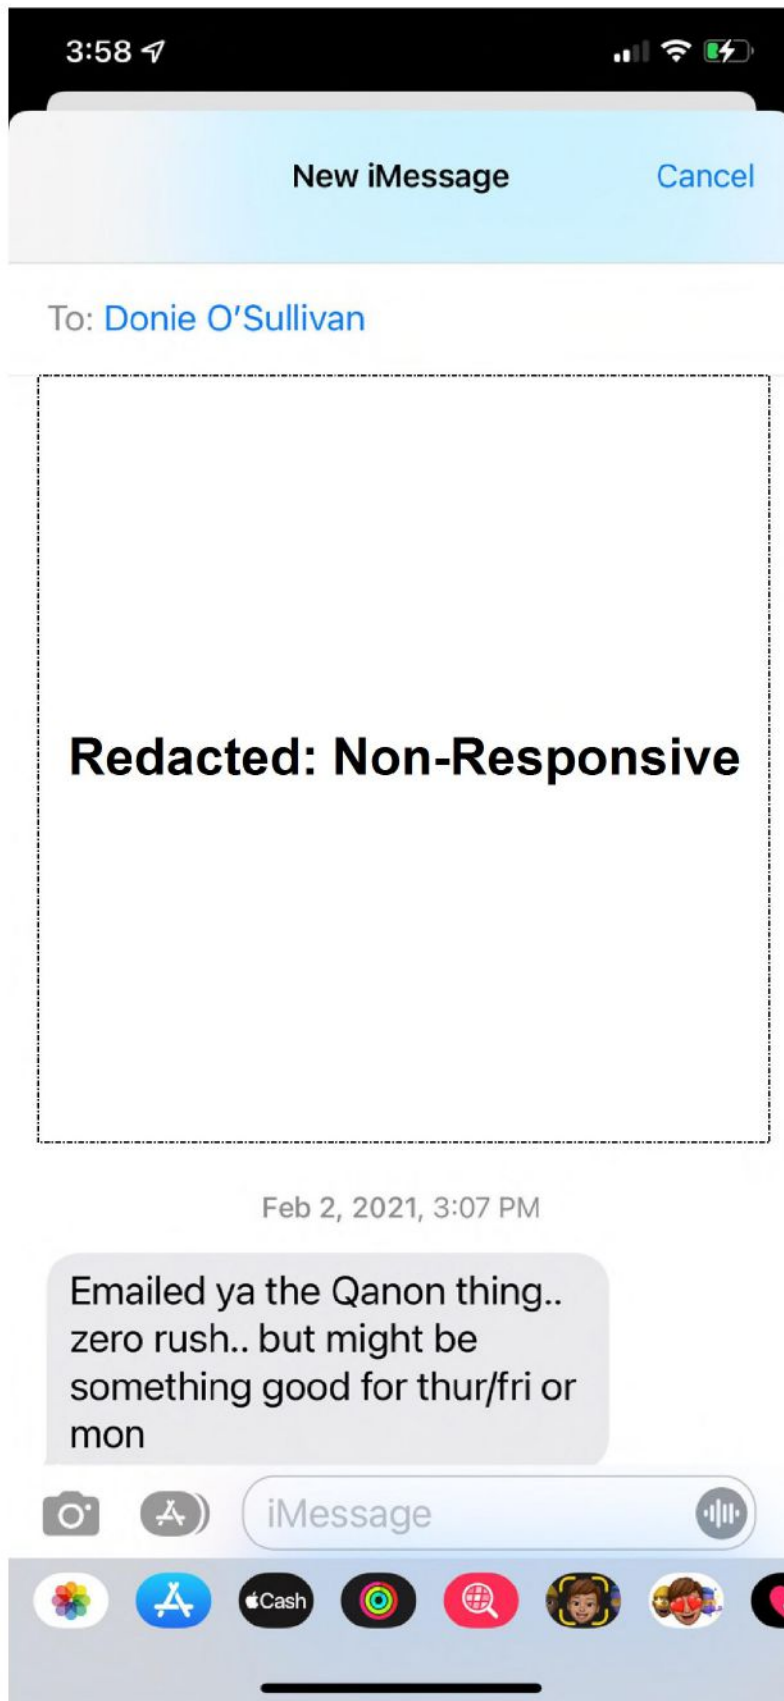 3:58
New iMessage
Cancel
To: Donie O'Sullivan
Redacted: Non-Responsive
Feb 2, 2021, 3:07 PM
Emailed ya the Qanon thing..
zero rush.. but might be
something good for thur/fri or
mon
iMessage
Cash